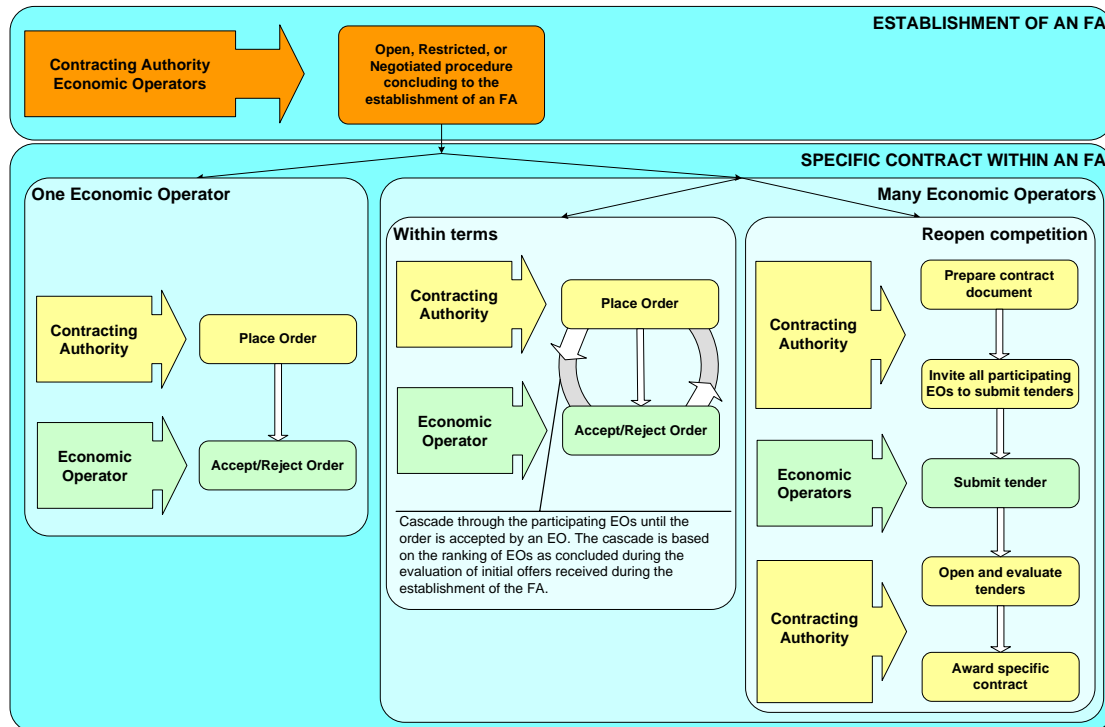 ESTABLISHMENT OF AN FA
Contracting Authority
Economic Operators
Open, Restricted, or
Negotiated procedure
concluding to the
establishment of an FA
SPECIFIC CONTRACT WITHIN AN FA
One Economic Operator
Contracting
Authority
Place Order
Economic
Operator
Accept/Reject Order
Many Economic Operators
Within terms
Contracting
Authority
Place Order
Economic
Operator
Accept/Reject Order
Cascade through the participating EOs until the
order is accepted by an EO. The cascade is based
on the ranking of EOs as concluded during the
evaluation of initial offers received during the
establishment of the FA.
Reopen competition
Contracting
Authority
Prepare contract
document
Invite all participating
EOs to submit tenders
Economic
Operators
Submit tender
Contracting
Authority
Open and evaluate
tenders
Award specific
contract